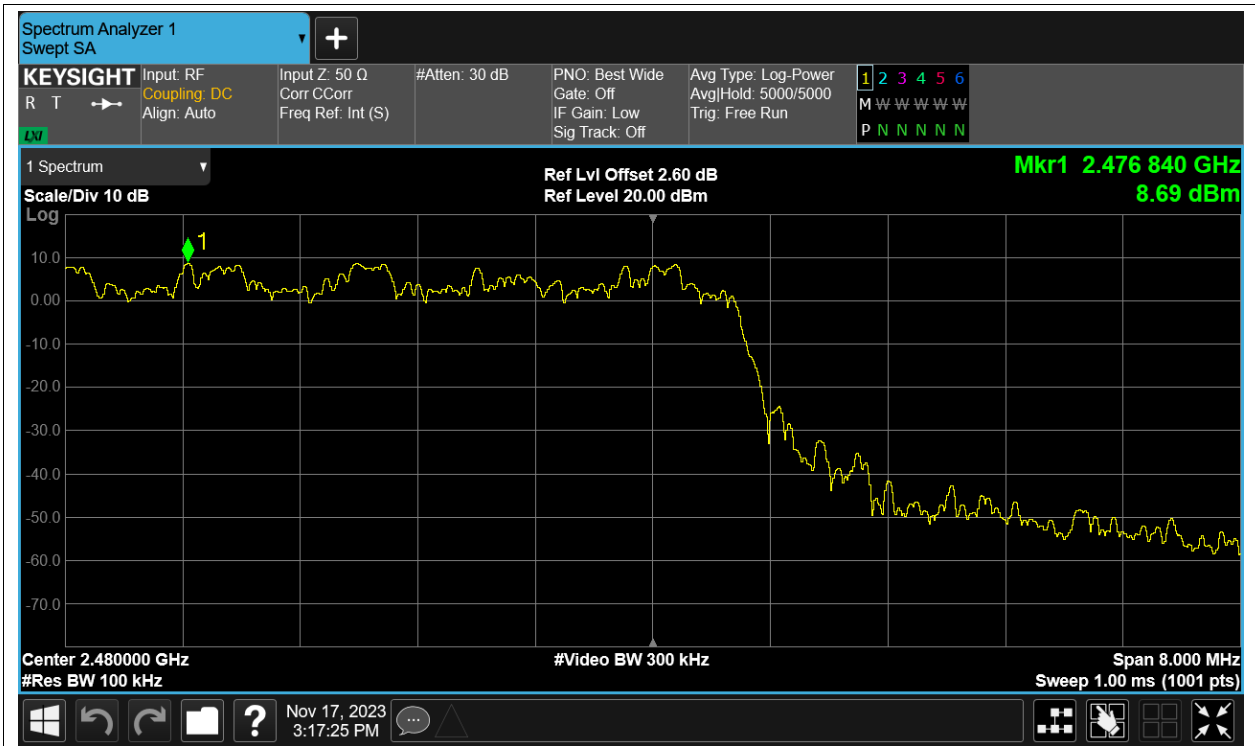 Spectrum Analyzer 1
Swept SA
KEYSIGHT
R T
LXI
Input: RF
Coupling: DC
Align: Auto
Input Z: 50 Ω
Corr CCorr
Freq Ref: Int (S)
#Atten: 30 dB
PNO: Best Wide
Gate: Off
IF Gain: Low
Sig Track: Off
Avg Type: Log-Power
Avg|Hold: 5000/5000
Trig: Free Run
1 2 3 4 5 6
M W W W W W
P N N N N N
1 Spectrum
Scale/Div 10 dB
Ref Lvl Offset 2.60 dB
Ref Level 20.00 dBm
Mkr1 2.476 840 GHz
8.69 dBm
Log
1
10.0
0.00
-10.0
-20.0
-30.0
-40.0
-50.0
-60.0
-70.0
Center 2.480000 GHz
#Video BW 300 kHz
Span 8.000 MHz
#Res BW 100 kHz
Sweep 1.00 ms (1001 pts)
?
Nov 17, 2023
3:17:25 PM